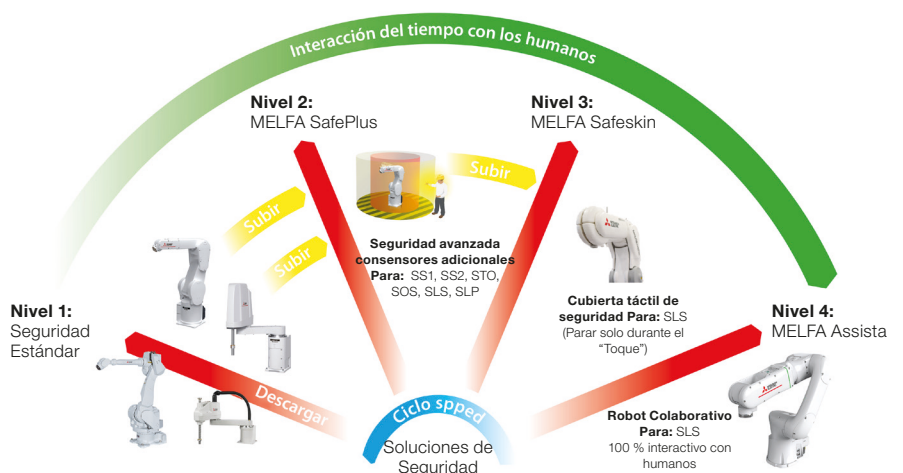 Interacción del tiempo con los humanos
Nivel 2:
MELFA SafePlus
Nivel 3:
MELFA Safeskin
Subir
Subir
Subir
Seguridad avanzada
consensores adicionales
Para: SS1, SS2, STO,
SOS, SLS, SLP
Cubierta táctil de
seguridad Para: SLS
(Parar solo durante el
“Toque”)
Nivel 1:
Seguridad
Estándar
Nivel 4:
MELFA Assista
Descargar
Ciclo spped
Soluciones de
Seguridad
Robot Colaborativo
Para: SLS
100 % interactivo con
humanos